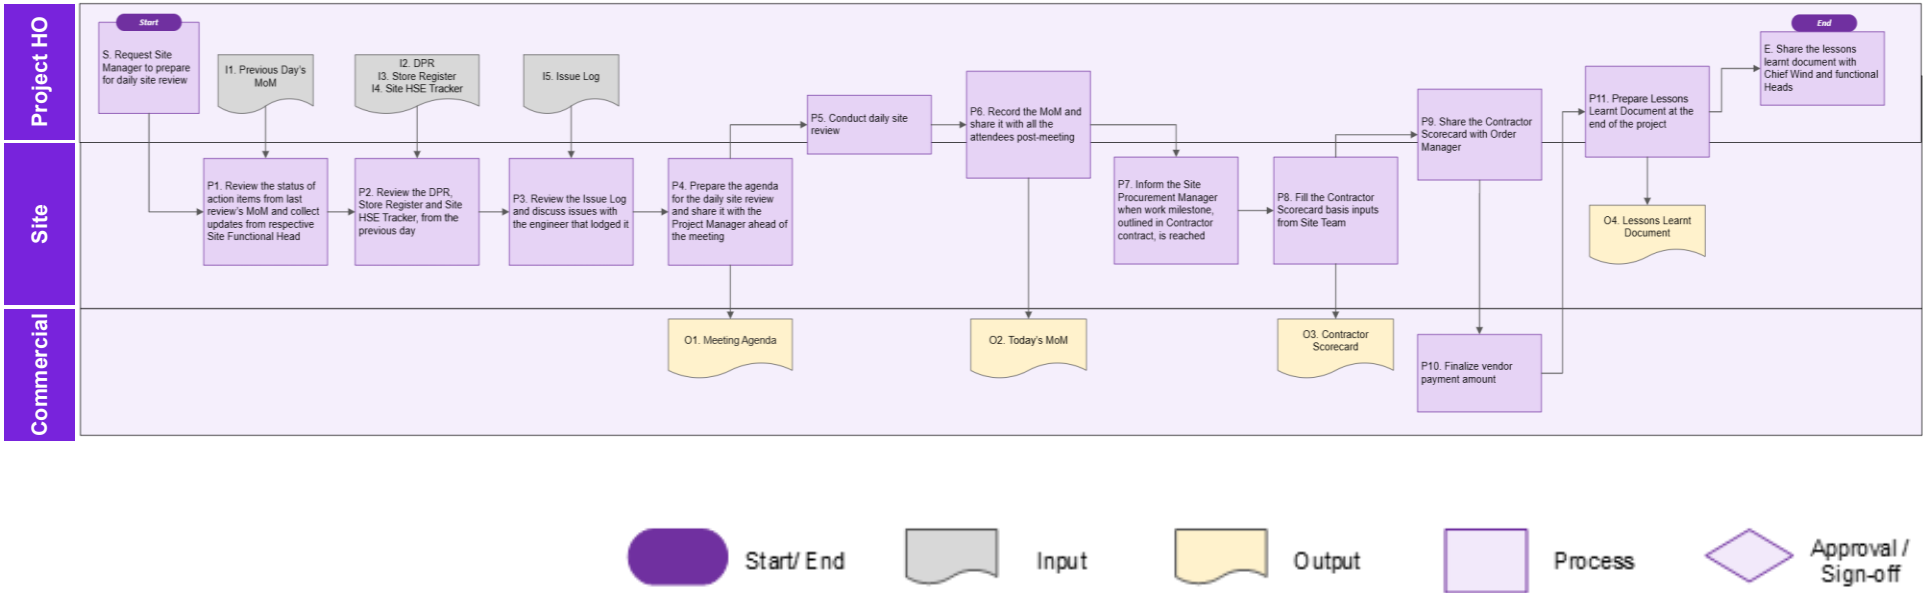 Project HO
Site
Commercial
Start
S. Request Site
Manager to prepare
for daily site review
I1. Previous Day's
MoM
I2. DPR
I3. Store Register
I4. Site HSE Tracker
I5. Issue Log
P1. Review the status of
action items from last
review's MoM and collect
updates from respective
Site Functional Head
P2. Review the DPR,
Store Register and Site
HSE Tracker, from the
previous day
P3. Review the Issue Log
and discuss issues with
the engineer that lodged it
P4. Prepare the agenda
for the daily site review
and share it with the
Project Manager ahead of
the meeting
O1. Meeting Agenda
P5. Conduct daily site
review
P6. Record the MoM and
share it with all the
attendees post-meeting
O2. Today's MoM
P7. Inform the Site
Procurement Manager
when work milestone,
outlined in Contractor
contract, is reached
P8. Fill the Contractor
Scorecard basis inputs
from Site Team
O3. Contractor
Scorecard
P9. Share the Contractor
Scorecard with Order
Manager
P10. Finalize vendor
payment amount
P11. Prepare Lessons
Learnt Document at the
end of the project
O4. Lessons Learnt
Document
End
E. Share the lessons
learnt document with
Chief Wind and functional
Heads
Start/ End
Input
Output
Process
Approval /
Sign-off